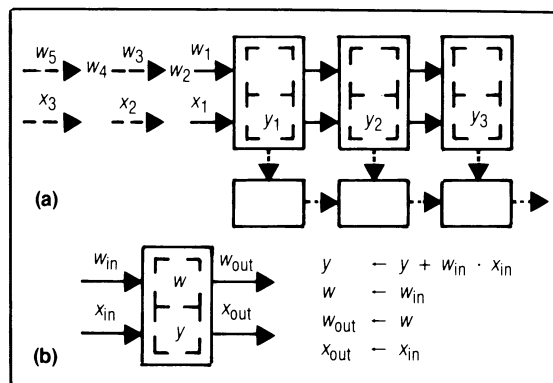 w5 w4 w3 w2 w1
x3 x2 x1 y1 y2 y3
(a)
win wout w y ← y + win · xin
w ← win
xin xout y wout ← w
(b) xout ← xin